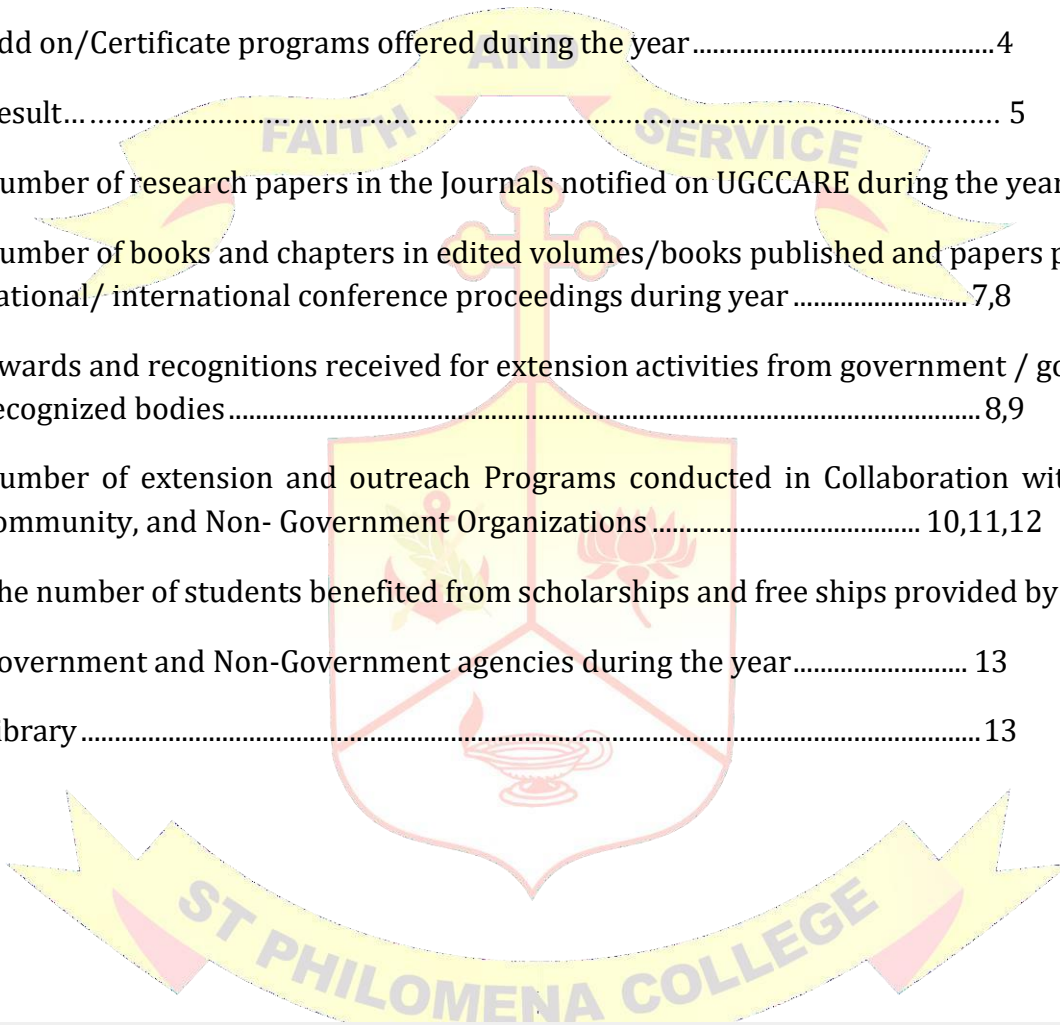 dd on/Certificate programs offered during the year 4
AND
esult... 5
FAITH SERVICE
umber of research papers in the Journals notified on UGCCARE during the year
umber of books and chapters in edited volumes/books published and papers p
ational/ international conference proceedings during year 7,8
wards and recognitions received for extension activities from government / go
ecognized bodies 8,9
umber of extension and outreach Programs conducted in Collaboration wit
ommunity, and Non- Government Organizations 10,11,12
he number of students benefited from scholarships and free ships provided by
overnment and Non-Government agencies during the year 13
ibrary 13
ST PHILOMENA COLLEGE